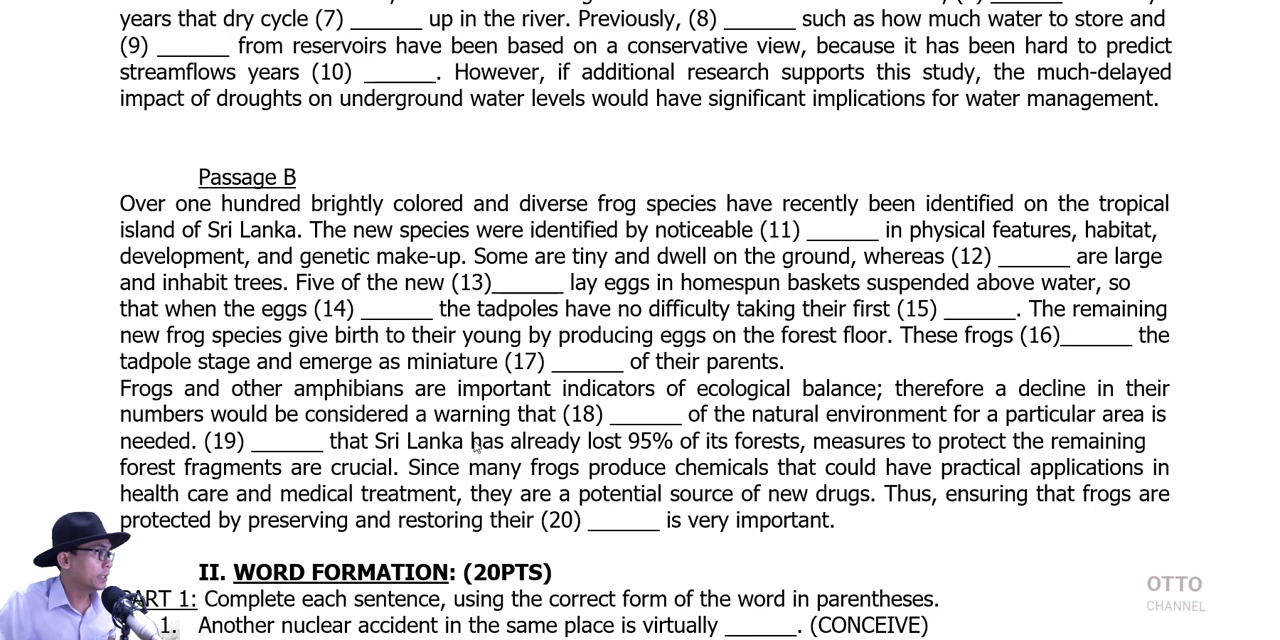 years that dry cycle (7) ______ up in the river. Previously, (8) ______ such as how much water to store and
(9) ______ from reservoirs have been based on a conservative view, because it has been hard to predict
streamflows years (10) ______. However, if additional research supports this study, the much-delayed
impact of droughts on underground water levels would have significant implications for water management.
Passage B
Over one hundred brightly colored and diverse frog species have recently been identified on the tropical
island of Sri Lanka. The new species were identified by noticeable (11) ______ in physical features, habitat,
development, and genetic make-up. Some are tiny and dwell on the ground, whereas (12) ______ are large
and inhabit trees. Five of the new (13)______ lay eggs in homespun baskets suspended above water, so
that when the eggs (14) ______ the tadpoles have no difficulty taking their first (15) ______. The remaining
new frog species give birth to their young by producing eggs on the forest floor. These frogs (16)______ the
tadpole stage and emerge as miniature (17) ______ of their parents.
Frogs and other amphibians are important indicators of ecological balance; therefore a decline in their
numbers would be considered a warning that (18) ______ of the natural environment for a particular area is
needed. (19) ______ that Sri Lanka has already lost 95% of its forests, measures to protect the remaining
forest fragments are crucial. Since many frogs produce chemicals that could have practical applications in
health care and medical treatment, they are a potential source of new drugs. Thus, ensuring that frogs are
protected by preserving and restoring their (20) ______ is very important.
II. WORD FORMATION: (20PTS)
ART 1: Complete each sentence, using the correct form of the word in parentheses.
1. Another nuclear accident in the same place is virtually ______. (CONCEIVE)
OTTO
CHANNEL